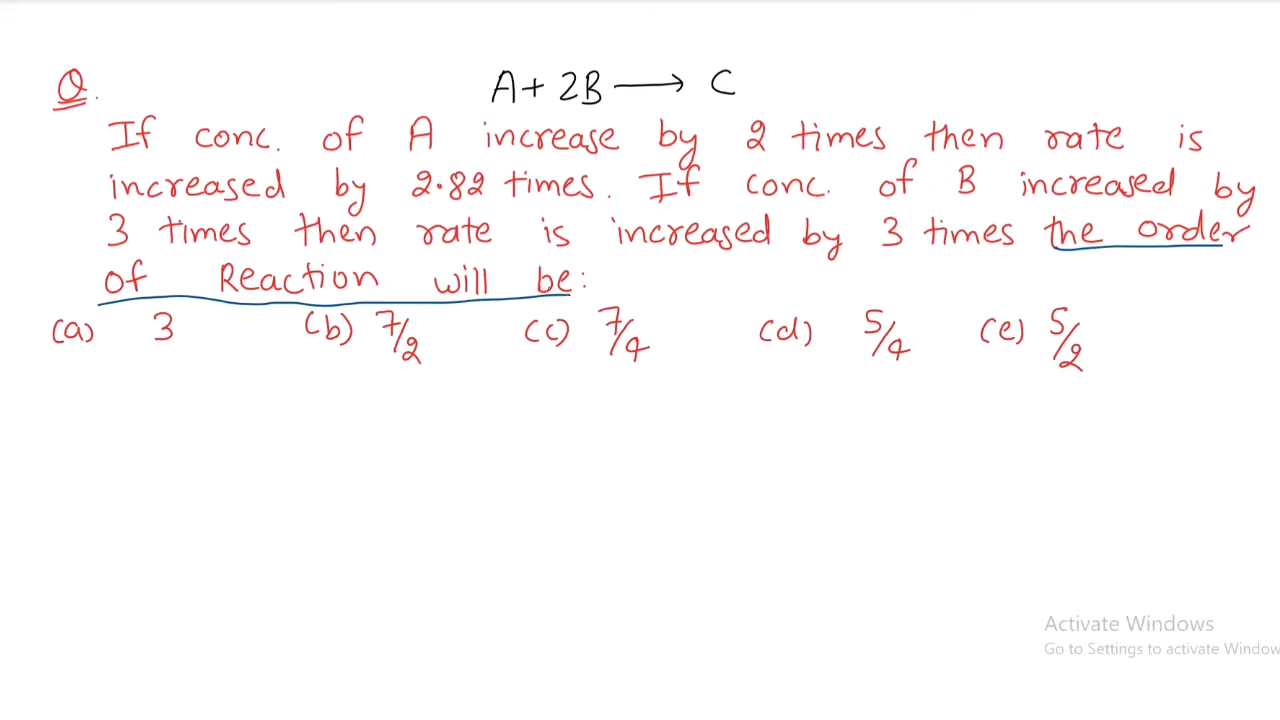 Q. A + 2B ⟶ C
If conc. of A increase by 2 times then rate is
increased by 2.82 times. If conc. of B increased by
3 times then rate is increased by 3 times the order
of Reaction will be:
(a) 3 (b) 7/2 (c) 7/4 (d) 5/4 (e) 5/2
Activate Windows
Go to Settings to activate Window